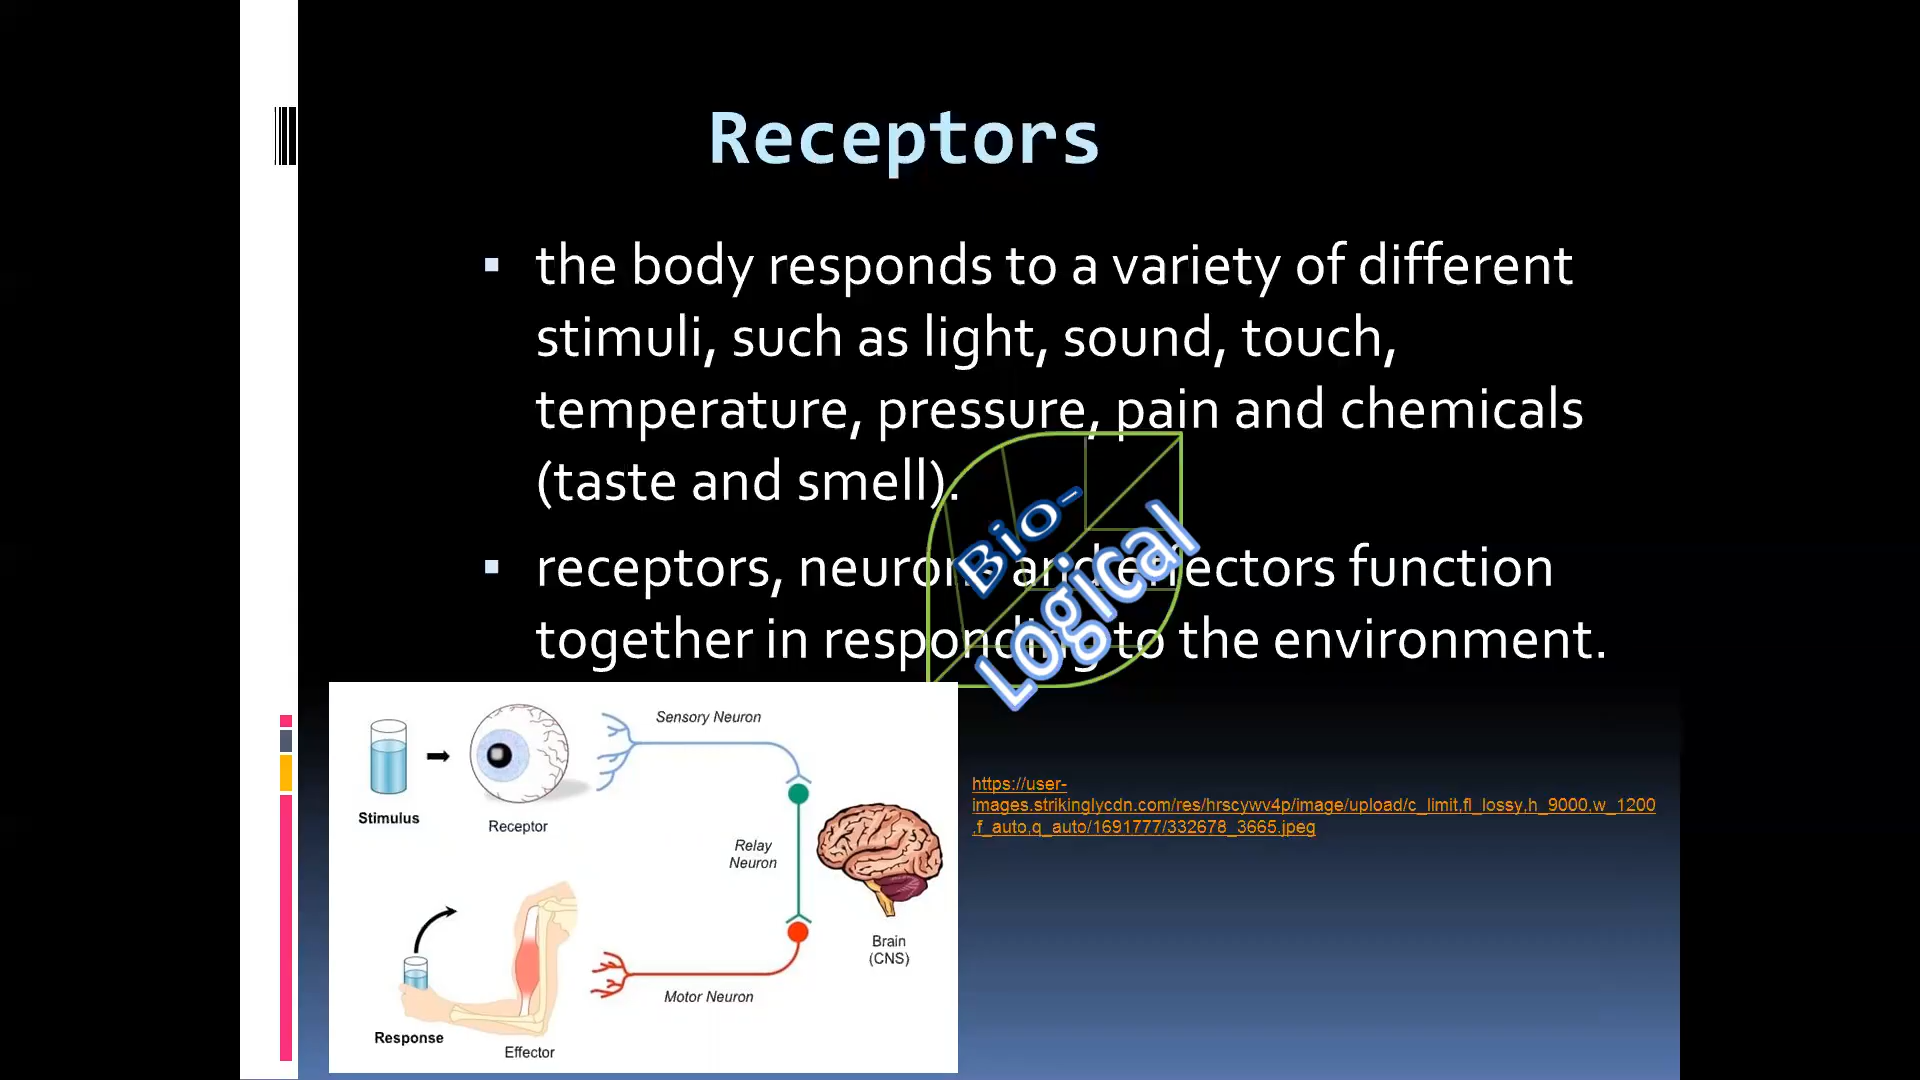 Receptors
▪ the body responds to a variety of different
stimuli, such as light, sound, touch,
temperature, pressure, pain and chemicals
(taste and smell).
▪ receptors, neurons and effectors function
together in responding to the environment.
Bio-
Logical
Sensory Neuron
Stimulus
Receptor
Relay
Neuron
Brain
(CNS)
Motor Neuron
Response
Effector
https://user-
images.strikinglycdn.com/res/hrscywv4p/image/upload/c_limit,fl_lossy,h_9000,w_1200
,f_auto,q_auto/1691777/332678_3665.jpeg